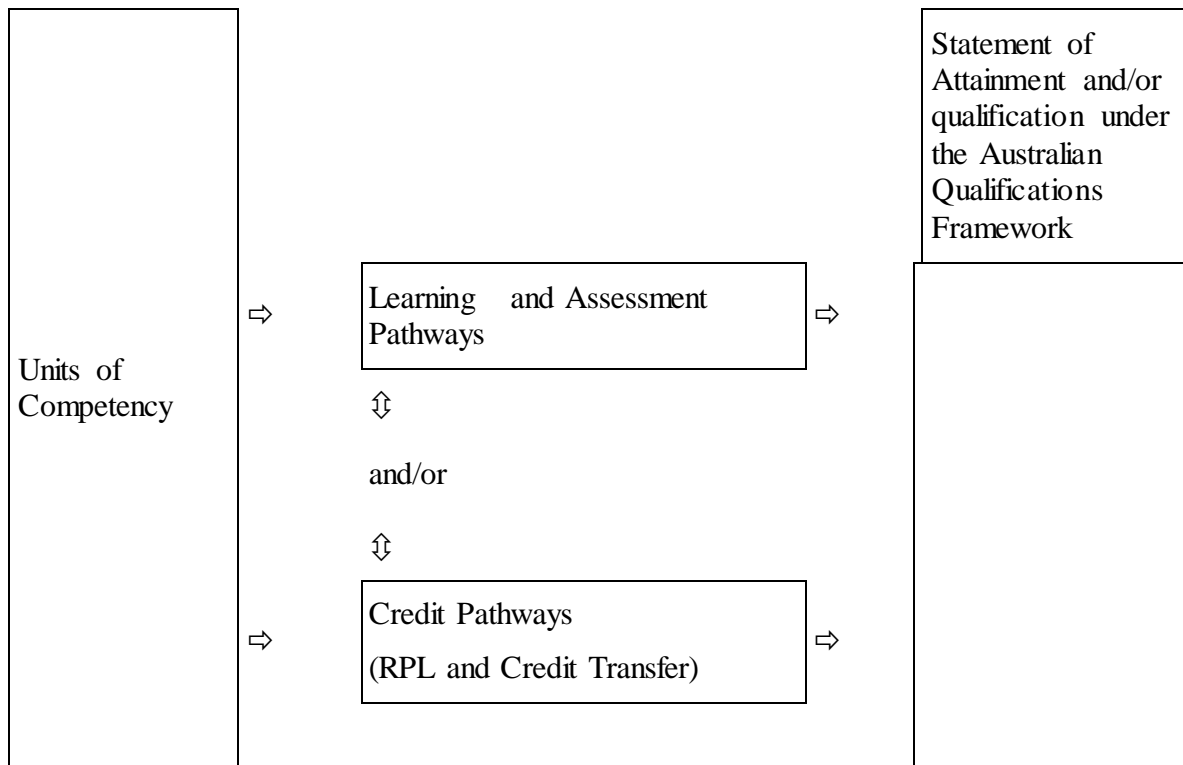 Units of
Competency
⇨
Learning and Assessment
Pathways
⇨
⇳
and/or
⇳
⇨
Credit Pathways
(RPL and Credit Transfer)
⇨
Statement of
Attainment and/or
qualification under
the Australian
Qualifications
Framework